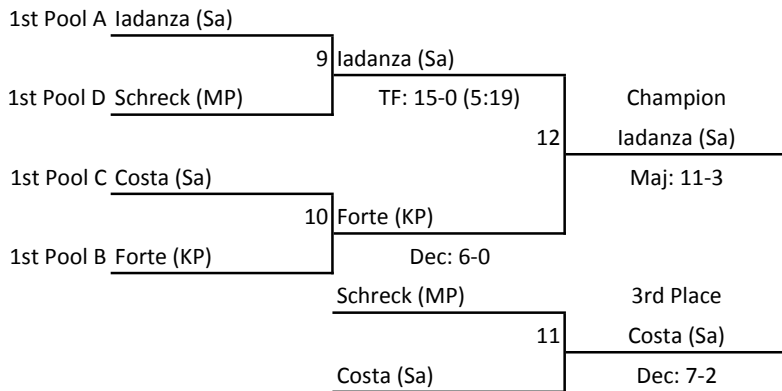 1st Pool A Iadanza (Sa)
9 Iadanza (Sa)
1st Pool D Schreck (MP) TF: 15-0 (5:19) Champion
12 Iadanza (Sa)
1st Pool C Costa (Sa) Maj: 11-3
10 Forte (KP)
1st Pool B Forte (KP) Dec: 6-0
Schreck (MP) 3rd Place
11 Costa (Sa)
Costa (Sa) Dec: 7-2